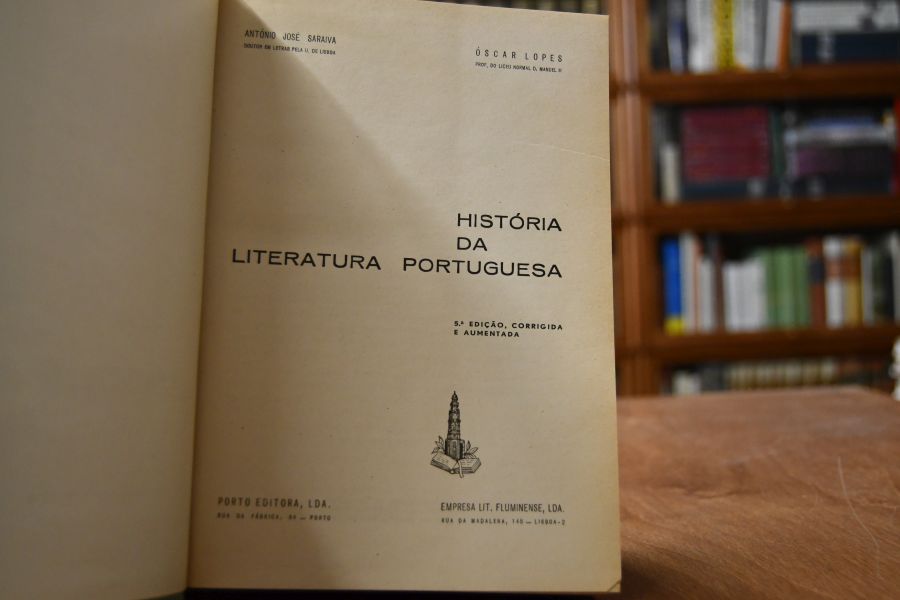 ANTÓNIO JOSÉ SARAIVA
DOUTOR EM LETRAS PELA U. DE LISBOA
ÓSCAR LOPES
PROF. DO LICEU NORMAL D. MANUEL II
HISTÓRIA
DA
LITERATURA PORTUGUESA
5.ª EDIÇÃO, CORRIGIDA
E AUMENTADA
PORTO EDITORA, LDA.
RUA DA FÁBRICA, 84 — PORTO
EMPRESA LIT. FLUMINENSE, LDA.
RUA DA MADALENA, 145 — LISBOA-2